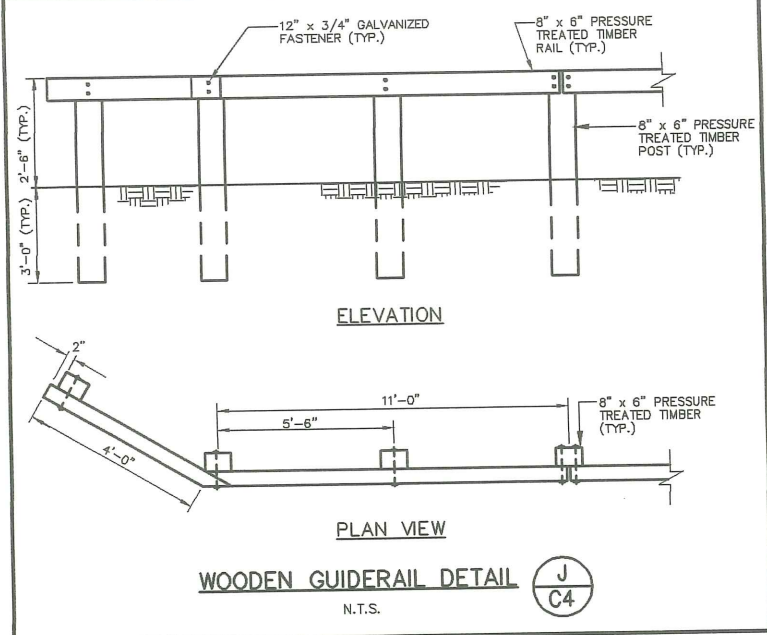 12" x 3/4" GALVANIZED
FASTENER (TYP.)
8" x 6" PRESSURE
TREATED TIMBER
RAIL (TYP.)
2'-6" (TYP.)
8" x 6" PRESSURE
TREATED TIMBER
POST (TYP.)
3'-0" (TYP.)
ELEVATION
2"
11'-0"
8" x 6" PRESSURE
TREATED TIMBER
(TYP.)
5'-6"
4'-0"
PLAN VIEW
WOODEN GUIDERAIL DETAIL
J
C4
N.T.S.